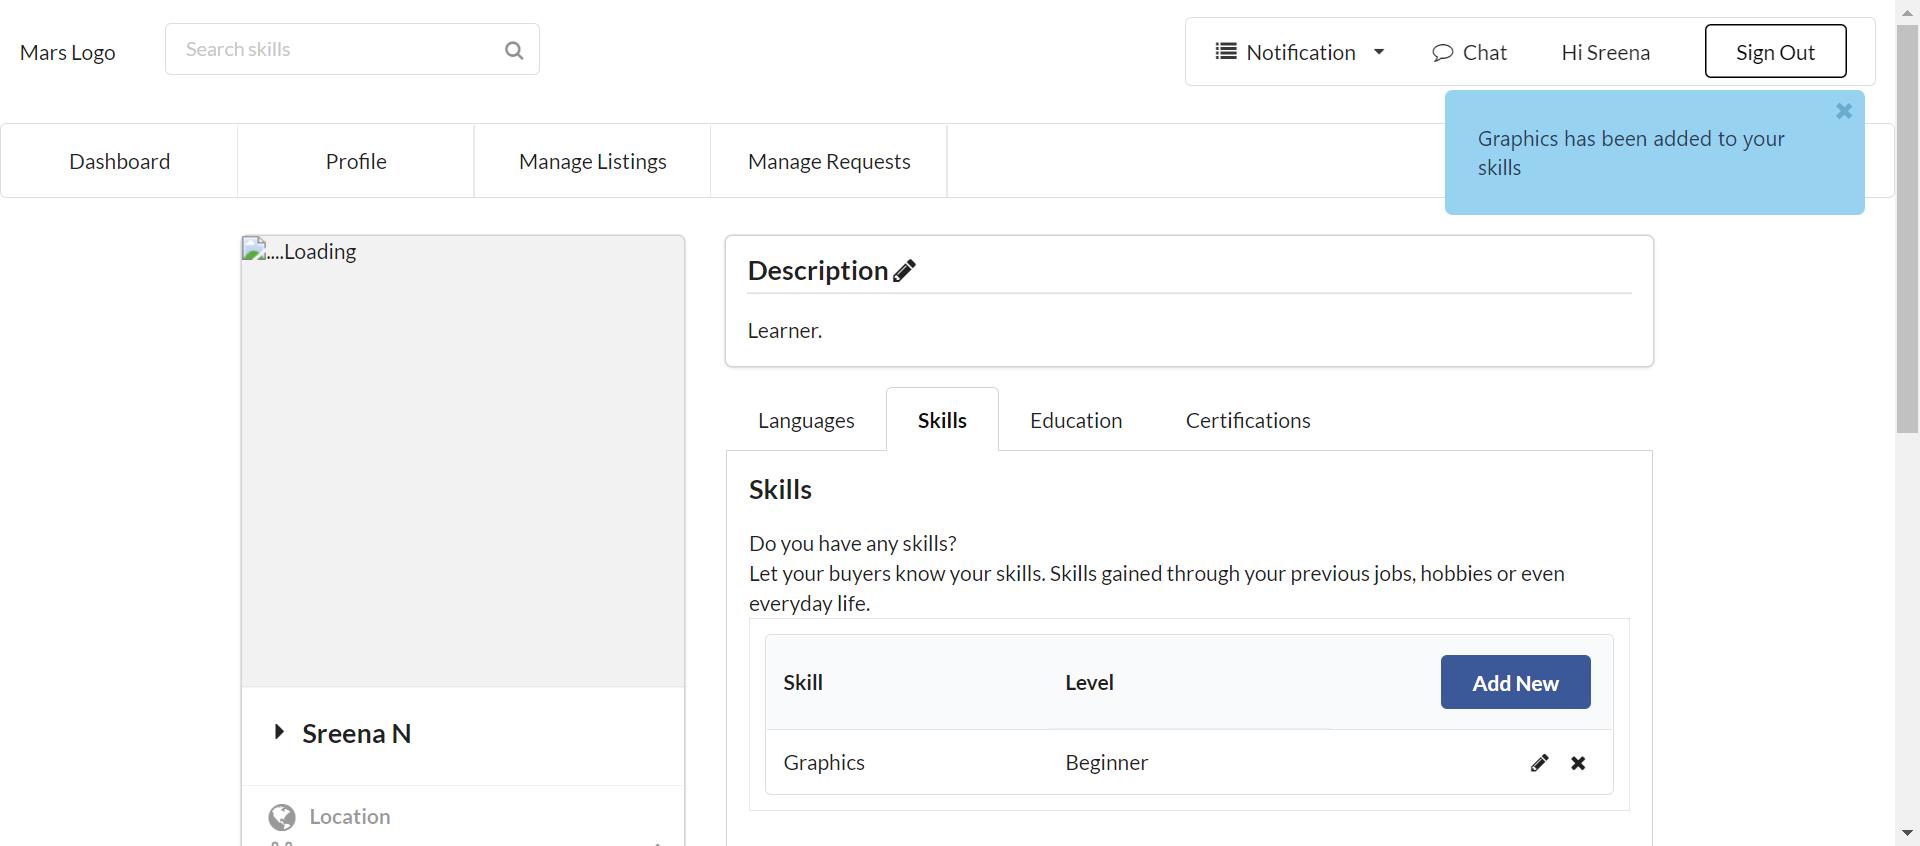 Mars Logo
Search skills
Notification
Chat
Hi Sreena
Sign Out
Graphics has been added to your
skills
Dashboard
Profile
Manage Listings
Manage Requests
....Loading
Description
Learner.
Languages
Skills
Education
Certifications
Skills
Do you have any skills?
Let your buyers know your skills. Skills gained through your previous jobs, hobbies or even
everyday life.
Skill
Level
Add New
Graphics
Beginner
Sreena N
Location